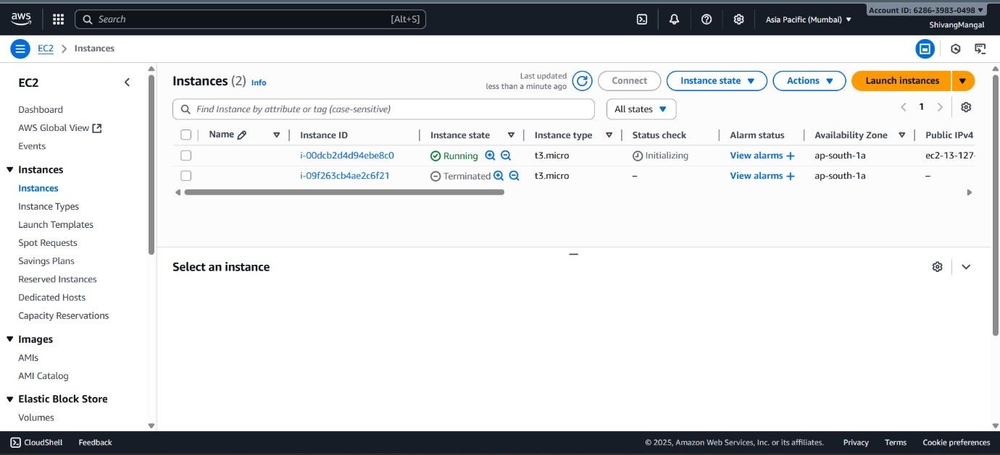 aws
Search [Alt+S]
Asia Pacific (Mumbai)
Account ID: 6286-3983-0498
ShivangMangal
EC2 Instances
EC2
Dashboard
AWS Global View
Events
Instances
Instances
Instance Types
Launch Templates
Spot Requests
Savings Plans
Reserved Instances
Dedicated Hosts
Capacity Reservations
Images
AMIs
AMI Catalog
Elastic Block Store
Volumes
Instances (2) Info
Last updated
less than a minute ago
Connect
Instance state
Actions
Launch instances
Find Instance by attribute or tag (case-sensitive)
All states
1
Name Instance ID Instance state Instance type Status check Alarm status Availability Zone Public IPv4
i-00dcb2d4d94ebe8c0 Running t3.micro Initializing View alarms + ap-south-1a ec2-13-127-
i-09f263cb4ae2c6f21 Terminated t3.micro – View alarms + ap-south-1a –
Select an instance
CloudShell Feedback © 2025, Amazon Web Services, Inc. or its affiliates. Privacy Terms Cookie preferences